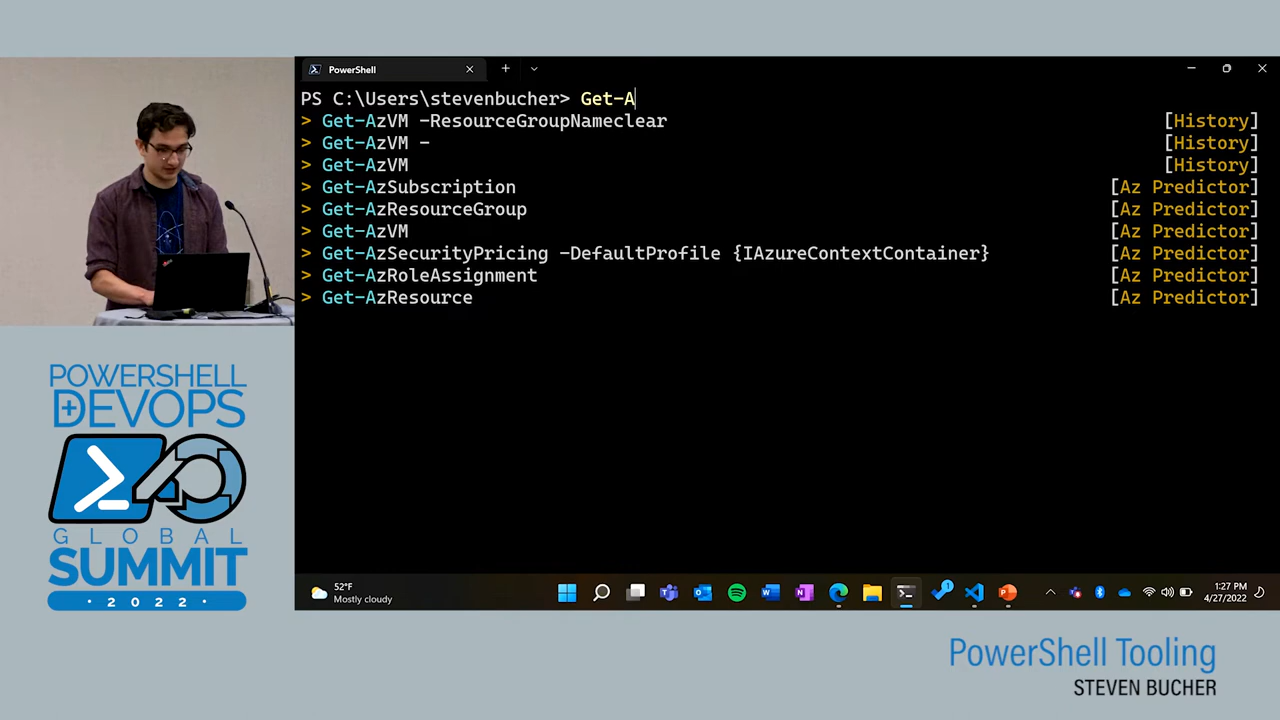 PowerShell
PS C:\Users\stevenbucher> Get-A
> Get-AzVM -ResourceGroupNameclear [History]
> Get-AzVM - [History]
> Get-AzVM [History]
> Get-AzSubscription [Az Predictor]
> Get-AzResourceGroup [Az Predictor]
> Get-AzVM [Az Predictor]
> Get-AzSecurityPricing -DefaultProfile {IAzureContextContainer} [Az Predictor]
> Get-AzRoleAssignment [Az Predictor]
> Get-AzResource [Az Predictor]
POWERSHELL
+DEVOPS
GLOBAL
SUMMIT
· 2022 ·
52°F
Mostly cloudy
1
1:27 PM
4/27/2022
PowerShell Tooling
STEVEN BUCHER